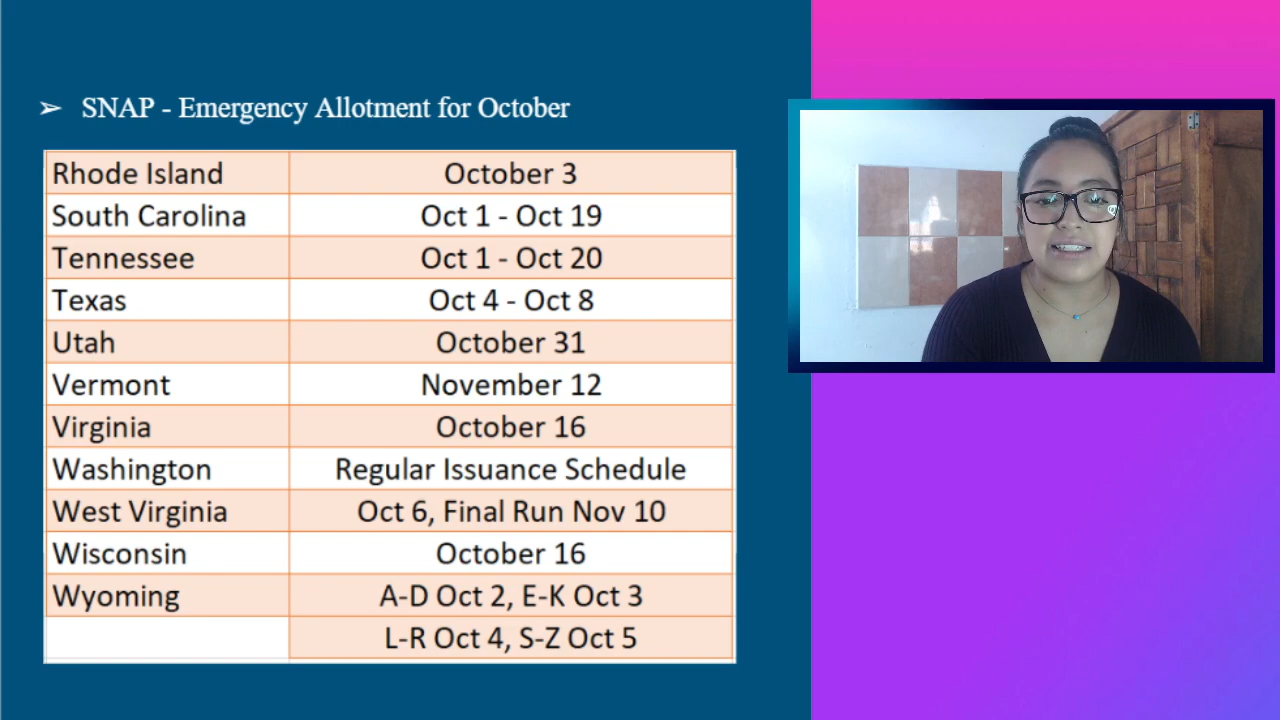 ➢ SNAP - Emergency Allotment for October
Rhode Island October 3
South Carolina Oct 1 - Oct 19
Tennessee Oct 1 - Oct 20
Texas Oct 4 - Oct 8
Utah October 31
Vermont November 12
Virginia October 16
Washington Regular Issuance Schedule
West Virginia Oct 6, Final Run Nov 10
Wisconsin October 16
Wyoming A-D Oct 2, E-K Oct 3
L-R Oct 4, S-Z Oct 5